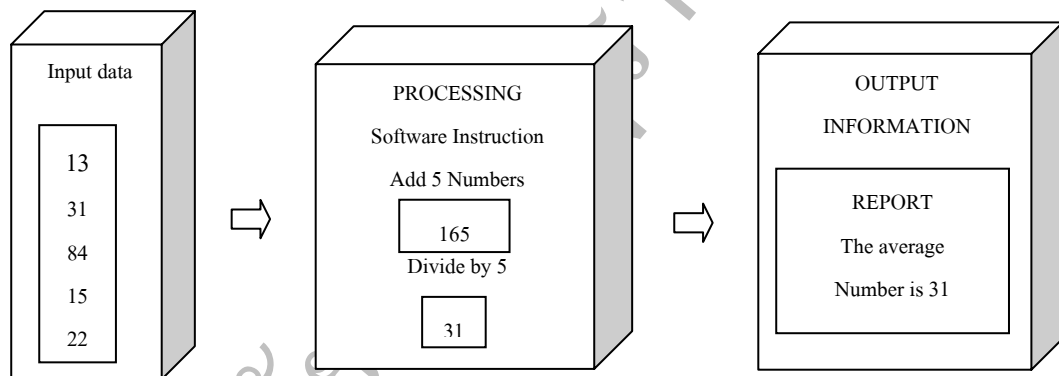 Input data
13
31
84
15
22
PROCESSING
Software Instruction
Add 5 Numbers
165
Divide by 5
31
OUTPUT
INFORMATION
REPORT
The average
Number is 31